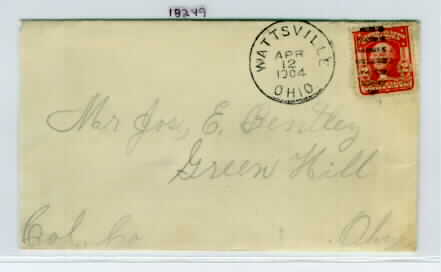 18249
WATTSVILLE
APR
12
1904
OHIO
Mr Jos, E. Bentley
Green Hill
Col. Co
Ohio